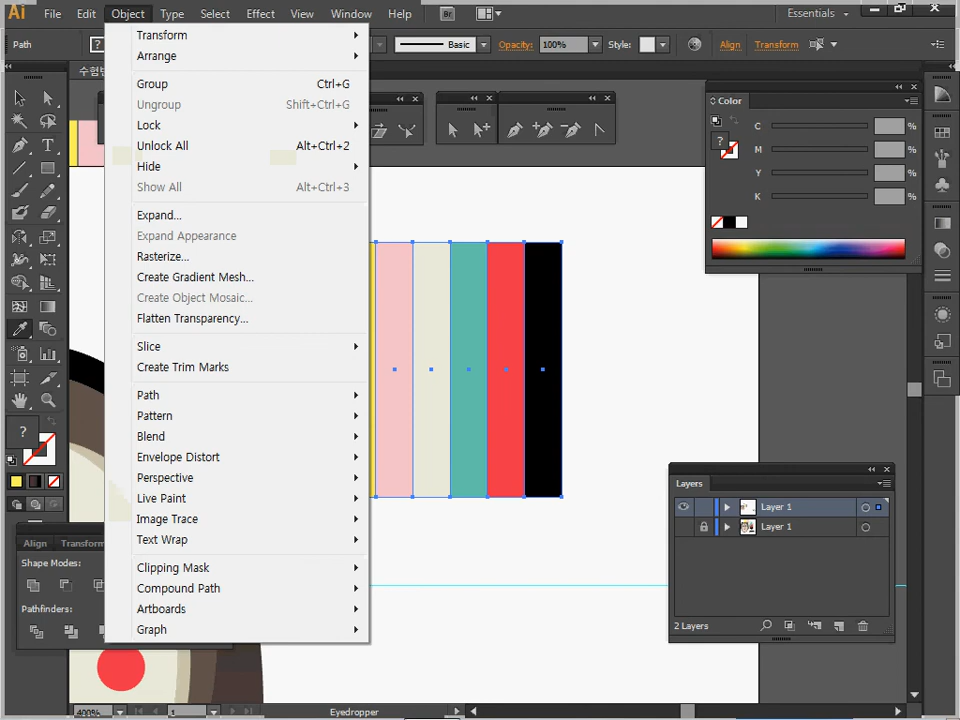 Ai File Edit Object Type Select Effect View Window Help Br Essentials
Path ? Basic Opacity: 100% Style: Align Transform
수험
Transform
Arrange
Group Ctrl+G
Ungroup Shift+Ctrl+G
Lock
Unlock All Alt+Ctrl+2
Hide
Show All Alt+Ctrl+3
Expand...
Expand Appearance
Rasterize...
Create Gradient Mesh...
Create Object Mosaic...
Flatten Transparency...
Slice
Create Trim Marks
Path
Pattern
Blend
Envelope Distort
Perspective
Live Paint
Image Trace
Text Wrap
Clipping Mask
Compound Path
Artboards
Graph
Color
?
C %
M %
Y %
K %
?
Align Transform
Shape Modes:
Pathfinders:
Layers
Layer 1
Layer 1
2 Layers
400% 1 Eyedropper